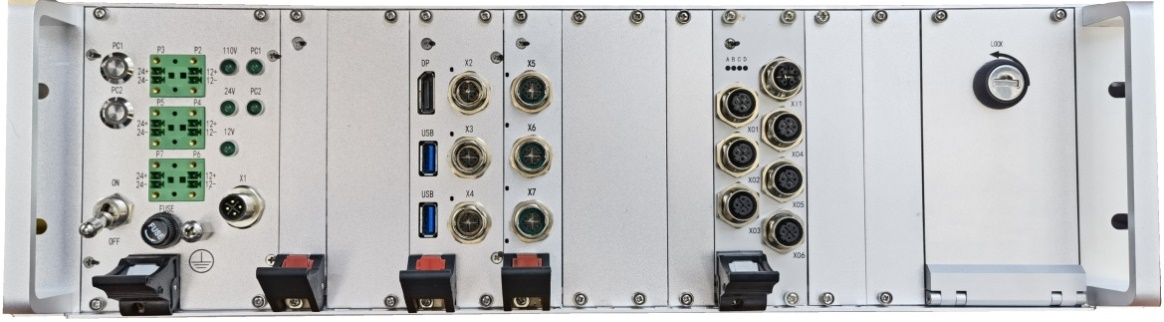 PC1
P3 P2
110V PC1
24+ 12+
24- 12-
PC2
P5 P4
24V PC2
24+ 12+
24- 12-
12V
P7 P6
24+ 12+
24- 12-
ON
OFF
FUSE
FUSE
X1
DP X2
USB X3
USB X4
X5
X6
X7
A B C D
X11
X01
X04
X02
X05
X03
X06
LOCK